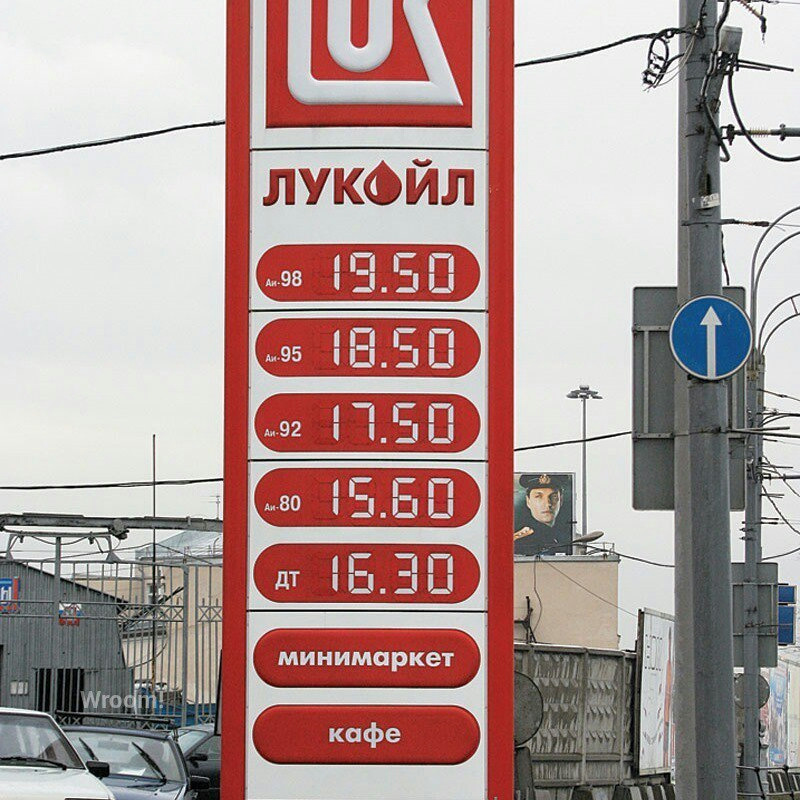 ЛУКОЙЛ
Аи-98 19.50
Аи-95 18.50
Аи-92 17.50
Аи-80 15.60
ДТ 16.30
минимаркет
кафе
Wroom.